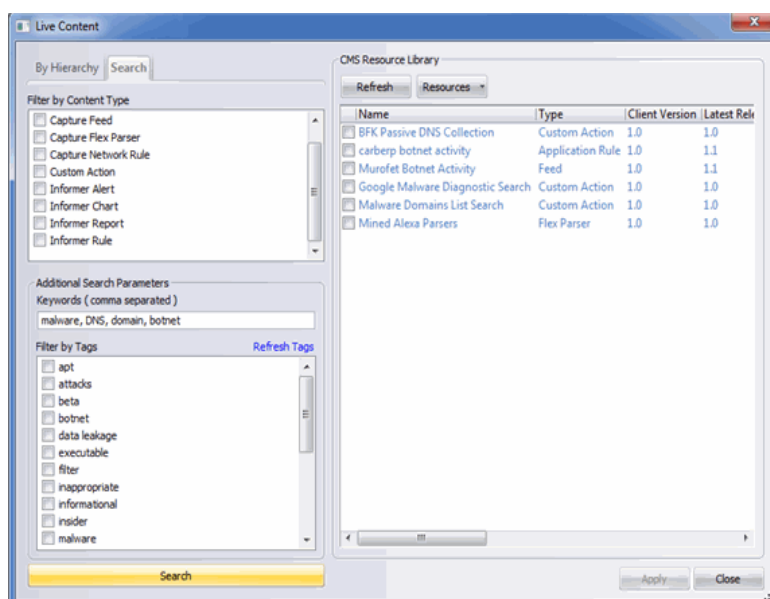 Live Content
By Hierarchy Search
Filter by Content Type
Capture Feed
Capture Flex Parser
Capture Network Rule
Custom Action
Informer Alert
Informer Chart
Informer Report
Informer Rule
Additional Search Parameters
Keywords ( comma separated )
malware, DNS, domain, botnet
Filter by Tags Refresh Tags
apt
attacks
beta
botnet
data leakage
executable
filter
inappropriate
informational
insider
malware
Search
CMS Resource Library
Refresh Resources
Name Type Client Version Latest Rele
BFK Passive DNS Collection Custom Action 1.0 1.0
carberp botnet activity Application Rule 1.0 1.1
Murofet Botnet Activity Feed 1.0 1.1
Google Malware Diagnostic Search Custom Action 1.0 1.0
Malware Domains List Search Custom Action 1.0 1.0
Mined Alexa Parsers Flex Parser 1.0 1.0
Apply Close